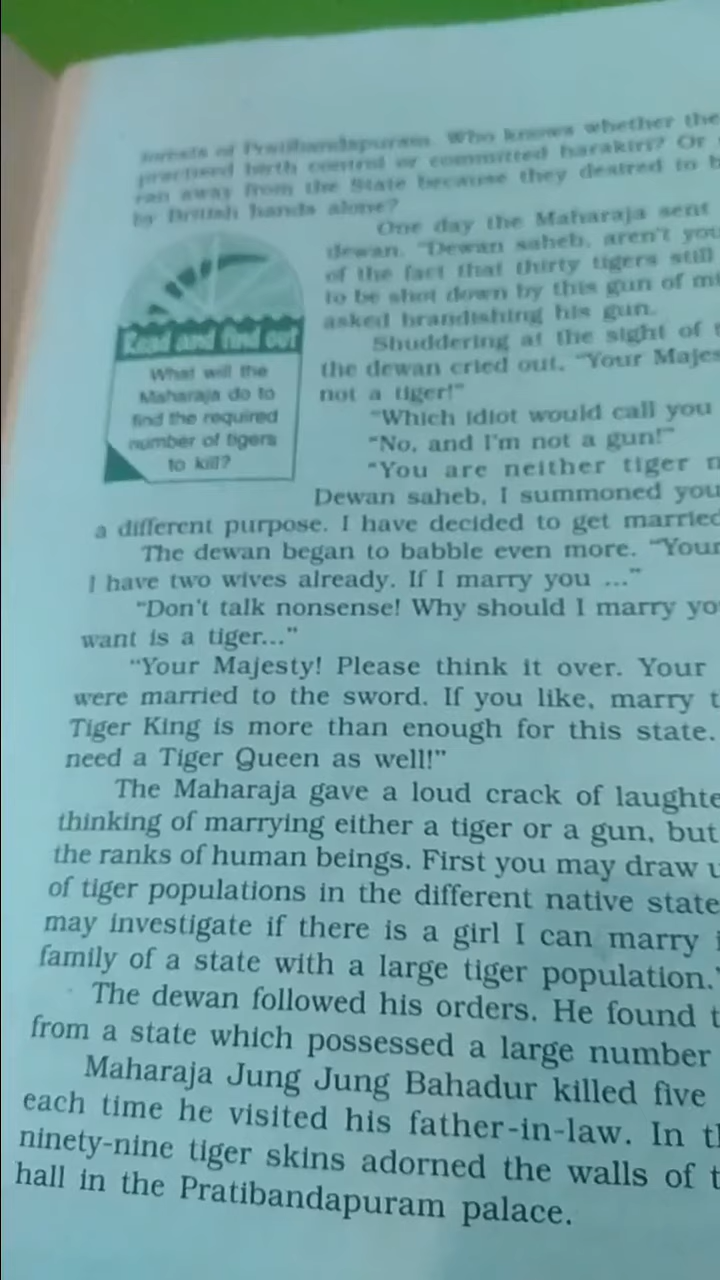 forests of Pratibandapuram. Who knows whether the
practised birth control or committed harakiri? Or
ran away from the State because they desired to b
by British hands alone?
One day the Maharaja sent
dewan. “Dewan saheb, aren't you
of the fact that thirty tigers still
to be shot down by this gun of mi
asked brandishing his gun.
Shuddering at the sight of t
the dewan cried out, “Your Majes
not a tiger!”
“Which idiot would call you
“No, and I'm not a gun!”
“You are neither tiger n
Dewan saheb, I summoned you
a different purpose. I have decided to get married
The dewan began to babble even more. “Your
I have two wives already. If I marry you ...”
“Don't talk nonsense! Why should I marry yo
want is a tiger...”
“Your Majesty! Please think it over. Your
were married to the sword. If you like, marry t
Tiger King is more than enough for this state.
need a Tiger Queen as well!”
The Maharaja gave a loud crack of laughte
thinking of marrying either a tiger or a gun, but
the ranks of human beings. First you may draw u
of tiger populations in the different native state
may investigate if there is a girl I can marry i
family of a state with a large tiger population.”
The dewan followed his orders. He found t
from a state which possessed a large number
Maharaja Jung Jung Bahadur killed five
each time he visited his father-in-law. In th
ninety-nine tiger skins adorned the walls of t
hall in the Pratibandapuram palace.
Read and find out
What will the
Maharaja do to
find the required
number of tigers
to kill?